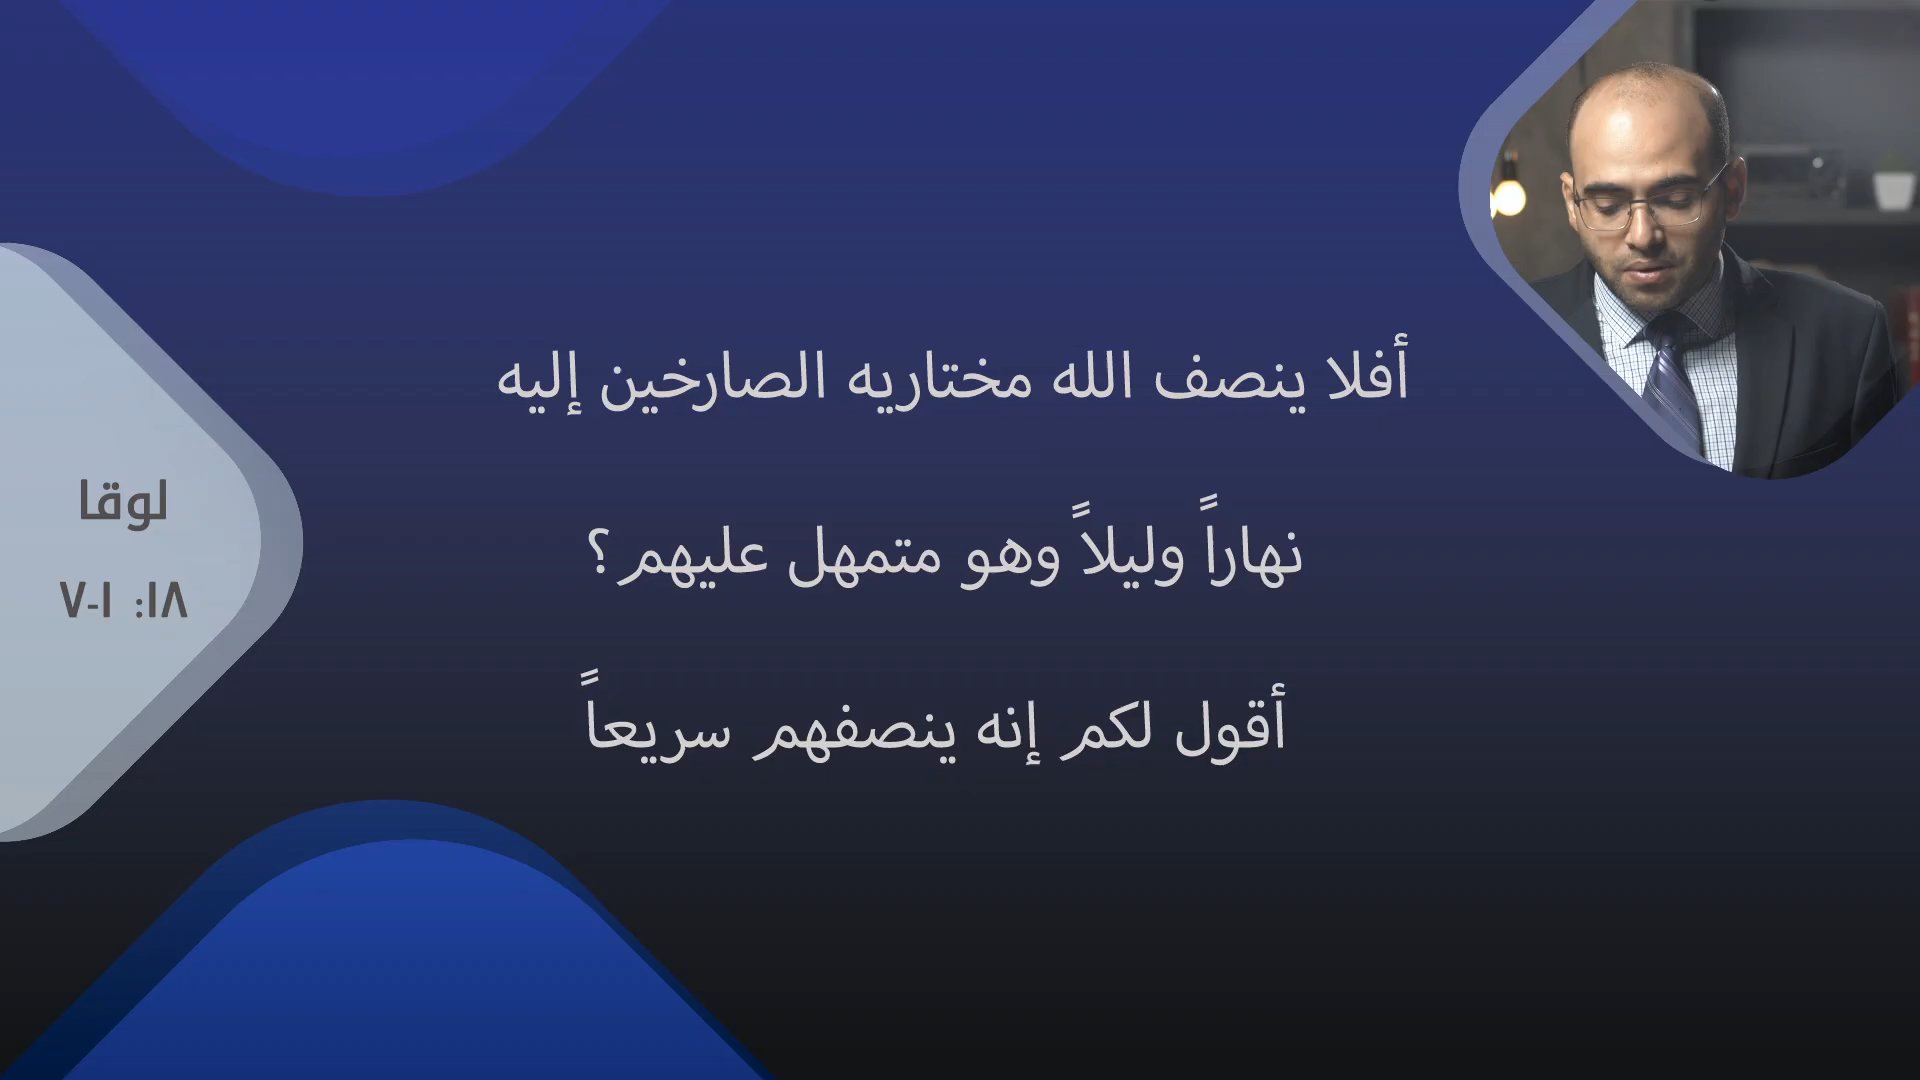 أفلا ينصف الله مختاريه الصارخين إليه
نهاراً وليلاً وهو متمهل عليهم؟
أقول لكم إنه ينصفهم سريعاً
لوقا
١٨: ١-٧